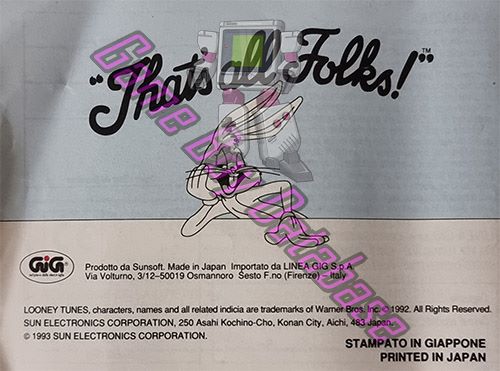 "That's all Folks!"™
Game Boy Database
GiG
Prodotto da Sunsoft. Made in Japan Importato da LINEA GIG S.p.A.
Via Volturno, 3/12–50019 Osmannoro Sesto F.no (Firenze) – Italy
LOONEY TUNES, characters, names and all related indicia are trademarks of Warner Bros. Inc. © 1992. All Rights Reserved.
SUN ELECTRONICS CORPORATION, 250 Asahi Kochino-Cho, Konan City, Aichi, 483 Japan.
© 1993 SUN ELECTRONICS CORPORATION.
STAMPATO IN GIAPPONE
PRINTED IN JAPAN